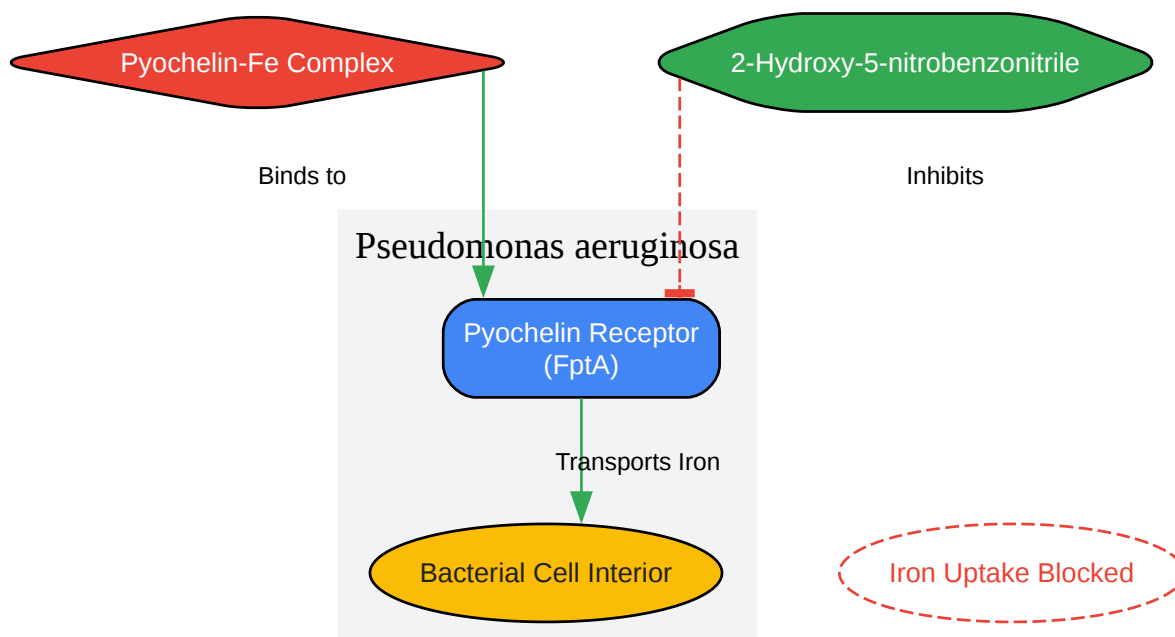 Pyochelin-Fe Complex
2-Hydroxy-5-nitrobenzonitrile
Binds to
Inhibits
Pseudomonas aeruginosa
Pyochelin Receptor
(FptA)
Transports Iron
Bacterial Cell Interior
Iron Uptake Blocked